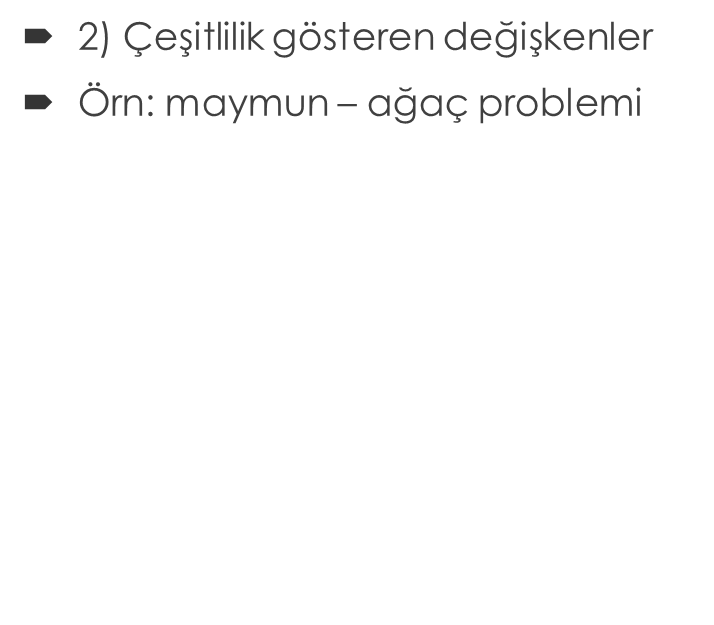 2) Çeşitlilik gösteren değişkenler
Örn: maymun – ağaç problemi